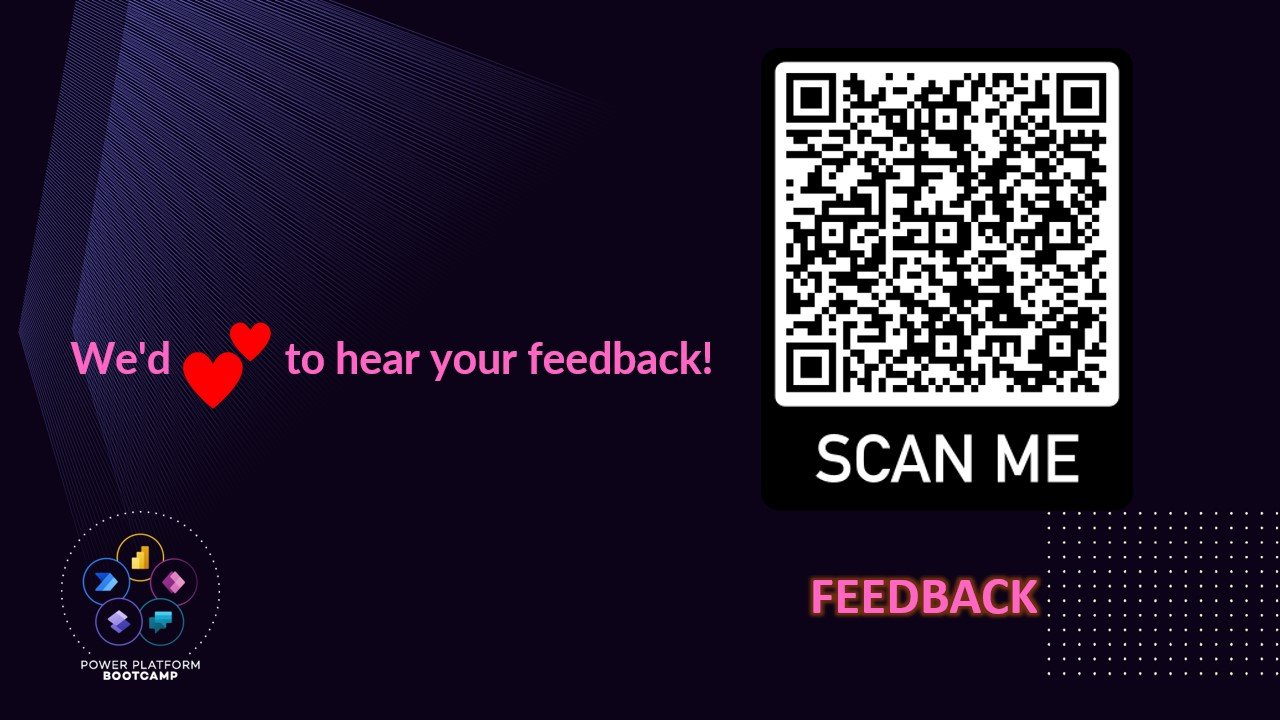 We'd to hear your feedback!
SCAN ME
FEEDBACK
POWER PLATFORM
BOOTCAMP